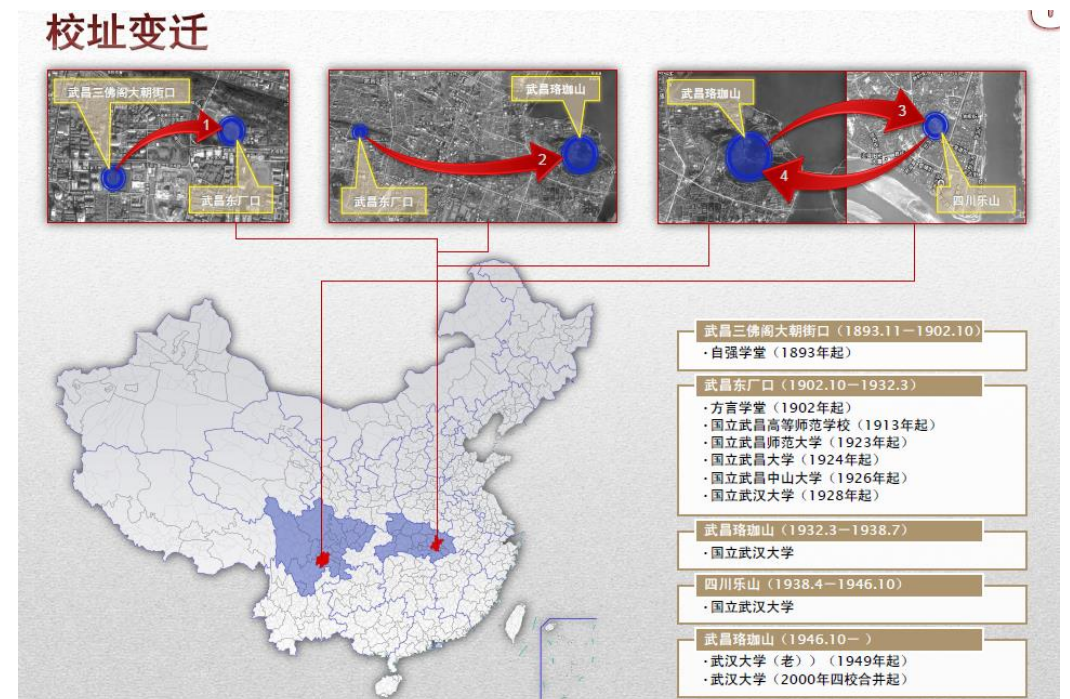 校址变迁
武昌三佛阁大朝街口
1
武昌东厂口
武昌珞珈山
2
武昌东厂口
武昌珞珈山
3
4
四川乐山
武昌三佛阁大朝街口（1893.11－1902.10）
·自强学堂（1893年起）
武昌东厂口（1902.10－1932.3）
·方言学堂（1902年起）
·国立武昌高等师范学校（1913年起）
·国立武昌师范大学（1923年起）
·国立武昌大学（1924年起）
·国立武昌中山大学（1926年起）
·国立武汉大学（1928年起）
武昌珞珈山（1932.3－1938.7）
·国立武汉大学
四川乐山（1938.4－1946.10）
·国立武汉大学
武昌珞珈山（1946.10－ ）
·武汉大学（老））（1949年起）
·武汉大学（2000年四校合并起）